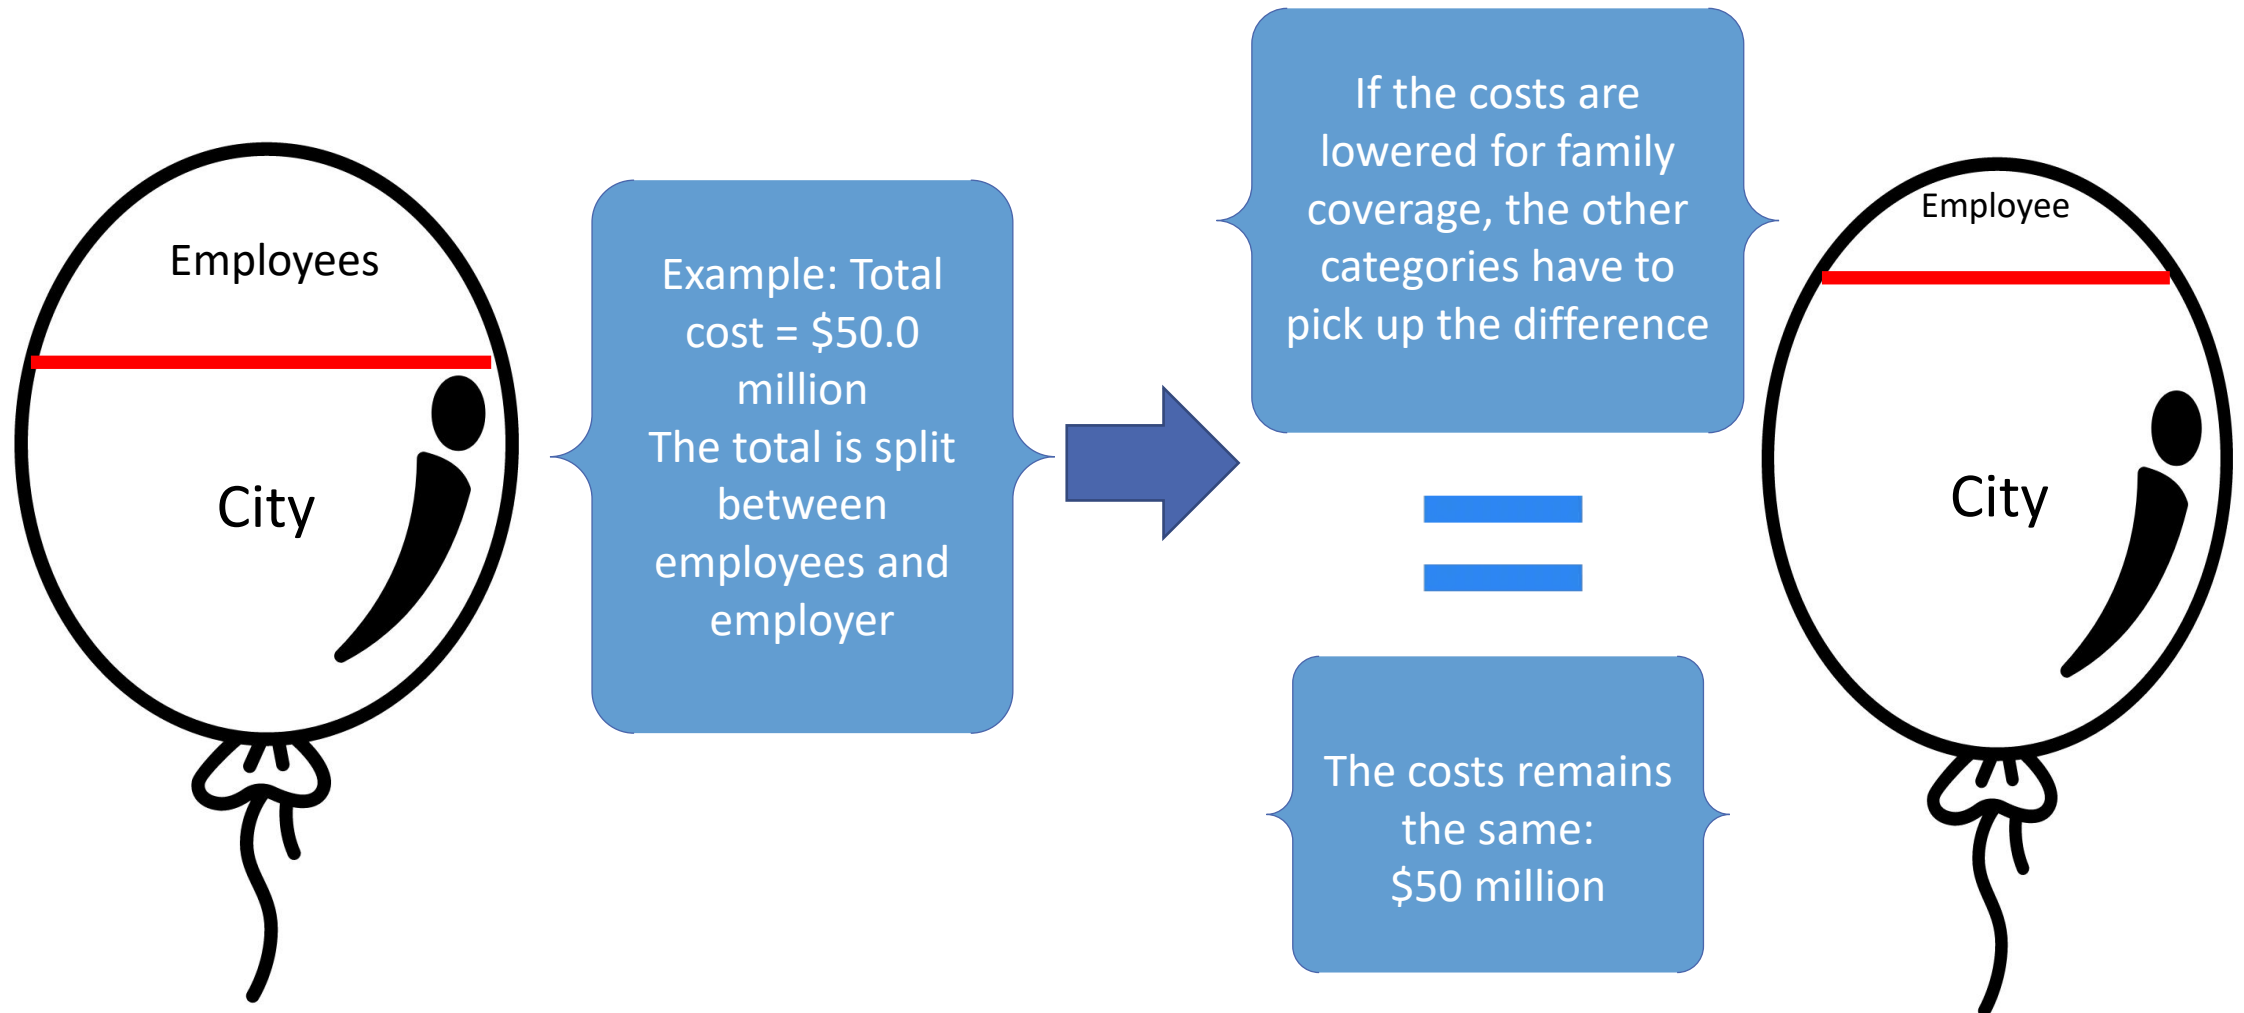 Employees
City
Example: Total
cost = $50.0
million
The total is split
between
employees and
employer
If the costs are
lowered for family
coverage, the other
categories have to
pick up the difference
The costs remains
the same:
$50 million
Employee
City